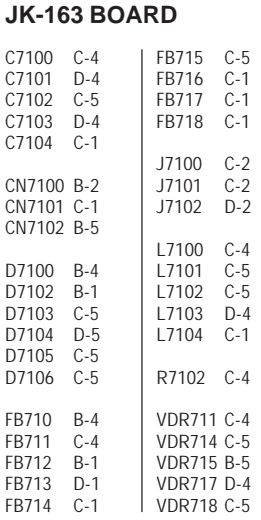 JK-163 BOARD
C7100 C-4
C7101 D-4
C7102 C-5
C7103 D-4
C7104 C-1
CN7100 B-2
CN7101 C-1
CN7102 B-5
D7100 B-4
D7102 B-1
D7103 C-5
D7104 D-5
D7105 C-5
D7106 C-5
FB710 B-4
FB711 C-4
FB712 B-1
FB713 D-1
FB714 C-1
FB715 C-5
FB716 C-1
FB717 C-1
FB718 C-1
J7100 C-2
J7101 C-2
J7102 D-2
L7100 C-4
L7101 C-5
L7102 C-5
L7103 D-4
L7104 C-1
R7102 C-4
VDR711 C-4
VDR714 C-5
VDR715 B-5
VDR717 D-4
VDR718 C-5